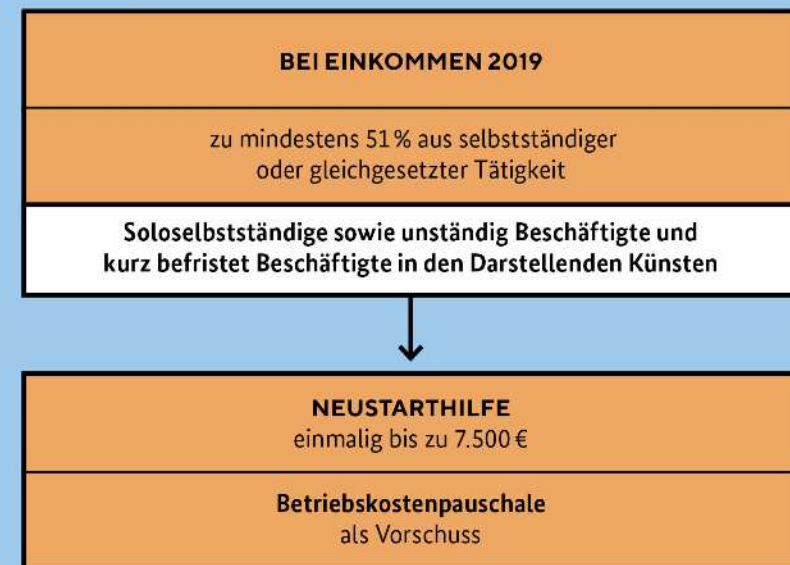 BEI EINKOMMEN 2019
zu mindestens 51 % aus selbstständiger
oder gleichgesetzter Tätigkeit
Soloselbstständige sowie unständig Beschäftigte und
kurz befristet Beschäftigte in den Darstellenden Künsten
NEUSTARTHILFE
einmalig bis zu 7.500 €
Betriebskostenpauschale
als Vorschuss